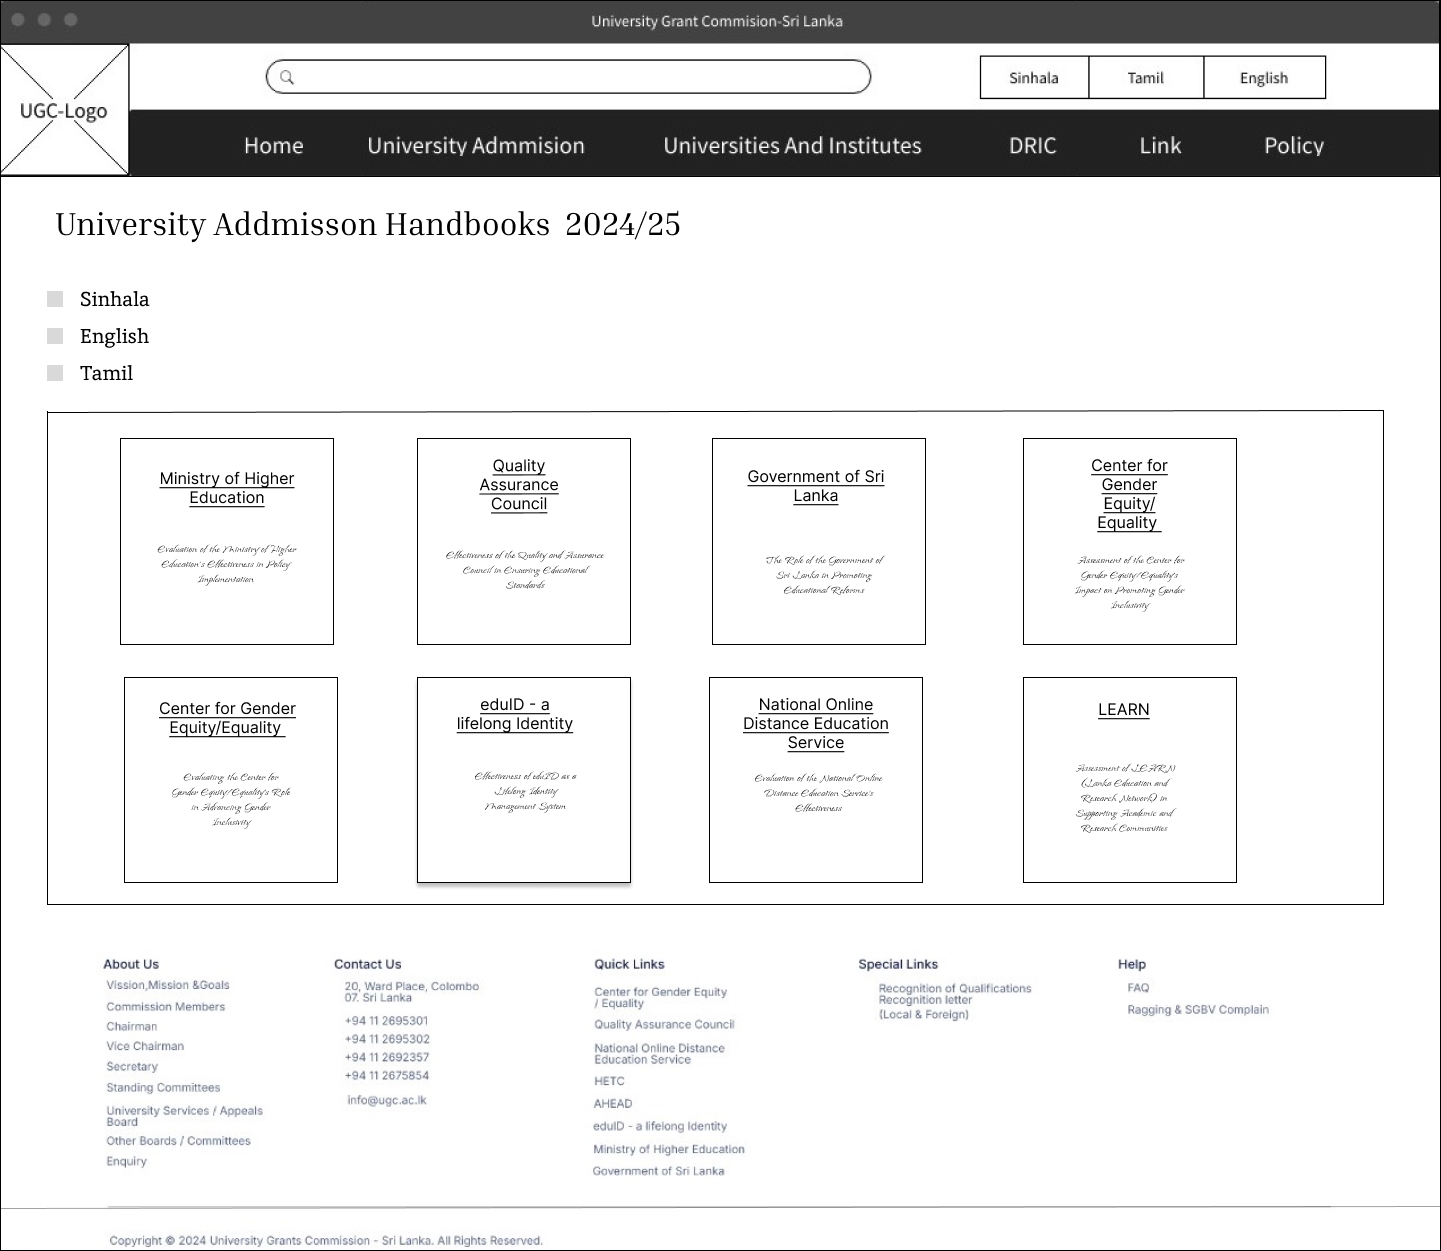 University Grant Commision-Sri Lanka
UGC-Logo
Sinhala
Tamil
English
Home
University Admmision
Universities And Institutes
DRIC
Link
Policy
University Addmisson Handbooks 2024/25
Sinhala
English
Tamil
Ministry of Higher
Education
Evaluation of the Ministry of Higher
Education's Effectiveness in Policy
Implementation
Quality
Assurance
Council
Effectiveness of the Quality and Assurance
Council in Ensuring Educational
Standards
Government of Sri
Lanka
The Role of the Government of
Sri Lanka in Promoting
Educational Reforms
Center for
Gender
Equity/
Equality
Assessment of the Center for
Gender Equity/Equality's
Impact on Promoting Gender
Inclusivity
Center for Gender
Equity/Equality
Evaluating the Center for
Gender Equity/Equality's Role
in Advancing Gender
Inclusivity
eduID - a
lifelong Identity
Effectiveness of eduID as a
Lifelong Identity
Management System
National Online
Distance Education
Service
Evaluation of the National Online
Distance Education Service's
Effectiveness
LEARN
Assessment of LEARN
(Lanka Education and
Research Network) in
Supporting Academic and
Research Communities
About Us
Vission,Mission &Goals
Commission Members
Chairman
Vice Chairman
Secretary
Standing Committees
University Services / Appeals
Board
Other Boards / Committees
Enquiry
Contact Us
20, Ward Place, Colombo
07. Sri Lanka
+94 11 2695301
+94 11 2695302
+94 11 2692357
+94 11 2675854
info@ugc.ac.lk
Quick Links
Center for Gender Equity
/ Equality
Quality Assurance Council
National Online Distance
Education Service
HETC
AHEAD
eduID - a lifelong Identity
Ministry of Higher Education
Government of Sri Lanka
Special Links
Recognition of Qualifications
Recognition letter
(Local & Foreign)
Help
FAQ
Ragging & SGBV Complain
Copyright © 2024 University Grants Commission - Sri Lanka. All Rights Reserved.